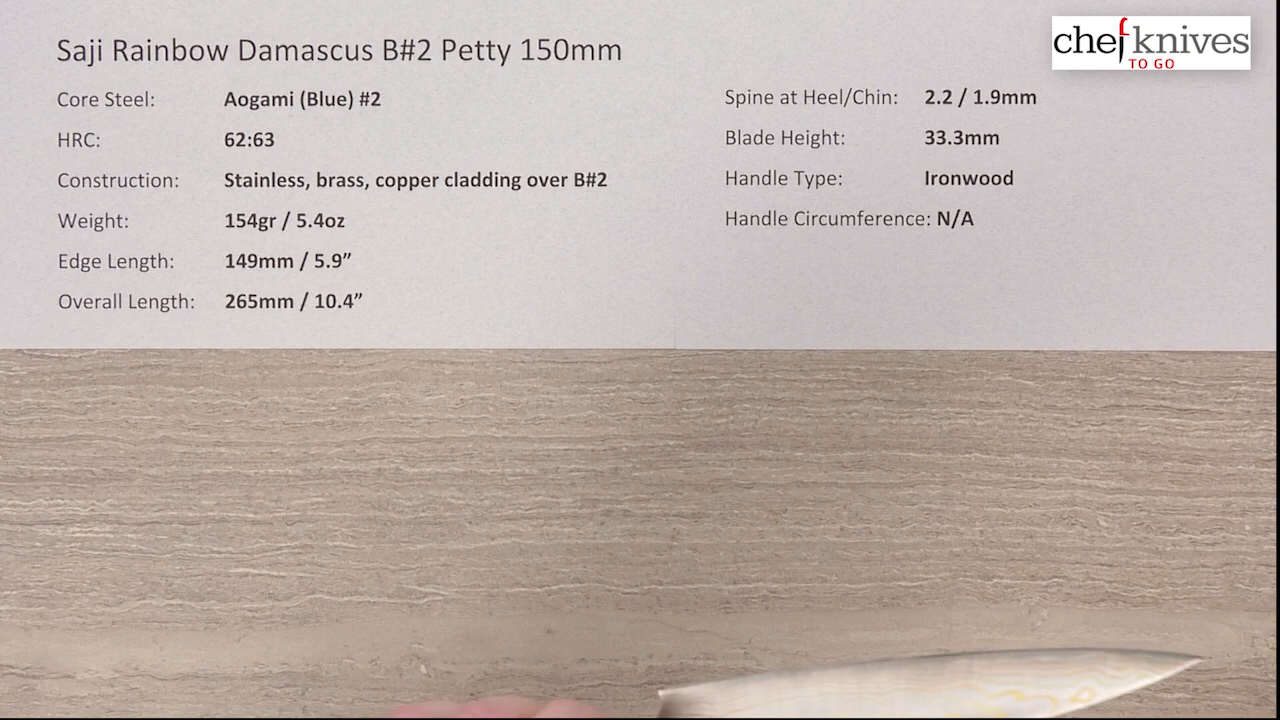 Saji Rainbow Damascus B#2 Petty 150mm
Core Steel: Aogami (Blue) #2
HRC: 62:63
Construction: Stainless, brass, copper cladding over B#2
Weight: 154gr / 5.4oz
Edge Length: 149mm / 5.9”
Overall Length: 265mm / 10.4”
Spine at Heel/Chin: 2.2 / 1.9mm
Blade Height: 33.3mm
Handle Type: Ironwood
Handle Circumference: N/A
chefknives
TO GO